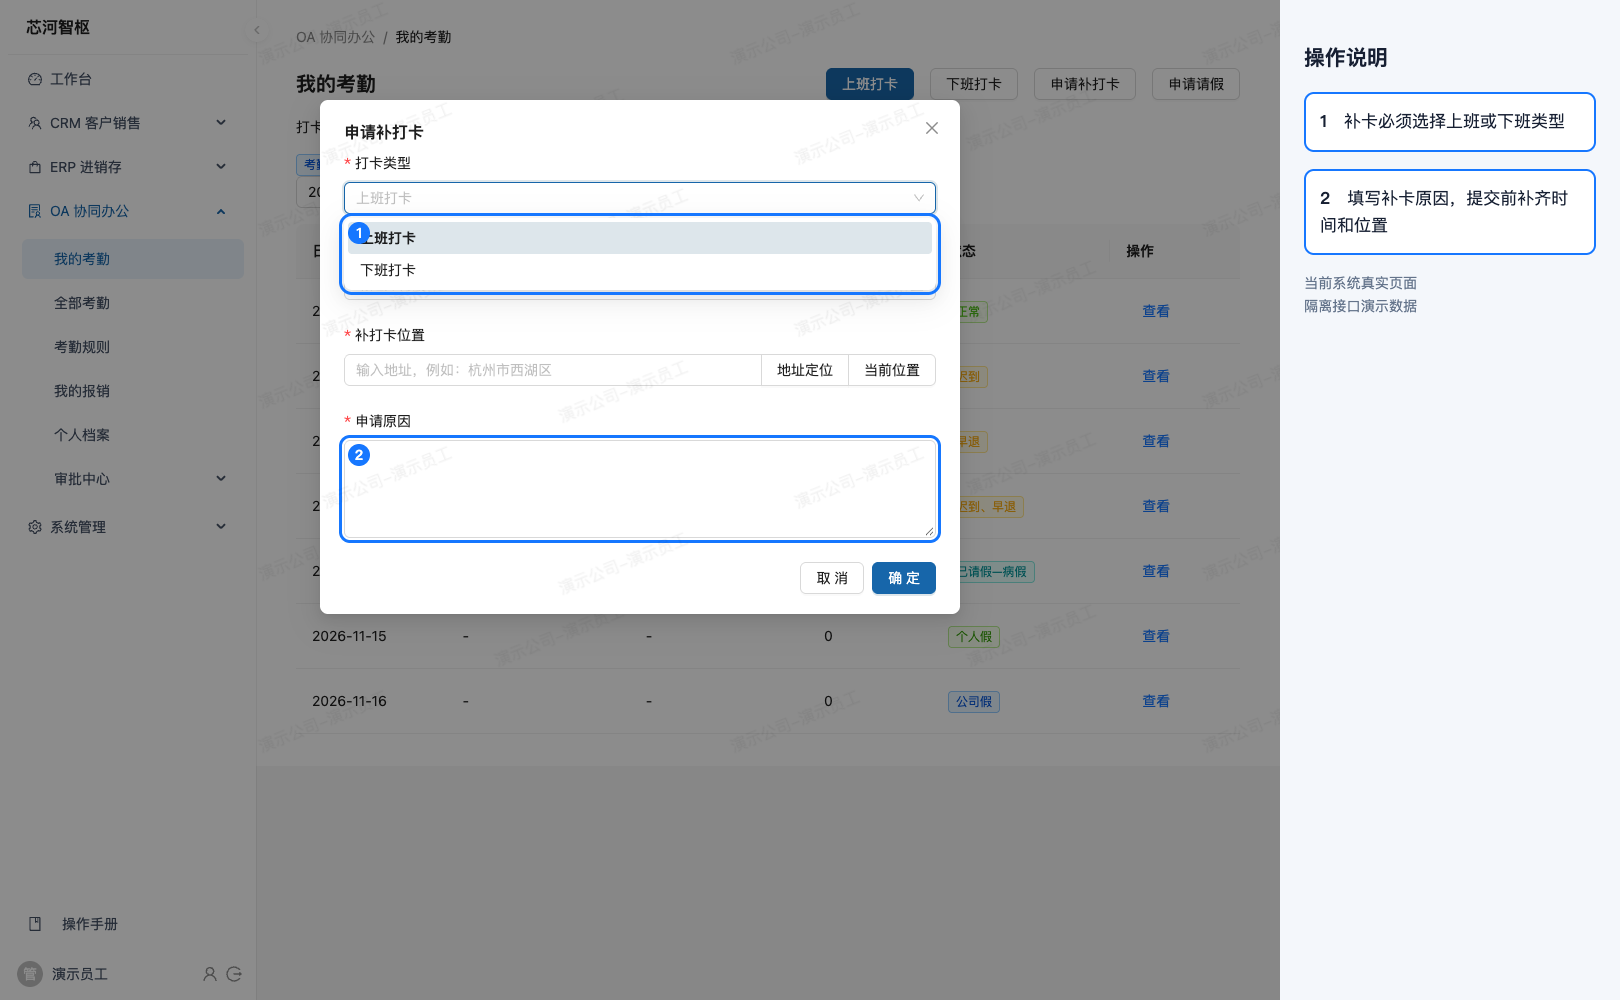 芯河智枢
工作台
CRM 客户销售
ERP 进销存
OA 协同办公
我的考勤
全部考勤
考勤规则
我的报销
个人档案
审批中心
系统管理
操作手册
管 演示员工
OA 协同办公 / 我的考勤
我的考勤
上班打卡 下班打卡 申请补打卡 申请请假
申请补打卡
* 打卡类型
上班打卡
1 上班打卡
下班打卡
* 补打卡位置
输入地址，例如：杭州市西湖区 地址定位 当前位置
* 申请原因
2
取 消 确 定
操作
正常 查看
迟到 查看
早退 查看
迟到、早退 查看
已请假—病假 查看
2026-11-15 - - 0 个人假 查看
2026-11-16 - - 0 公司假 查看
操作说明
1 补卡必须选择上班或下班类型
2 填写补卡原因，提交前补齐时
间和位置
当前系统真实页面
隔离接口演示数据
演示公司—演示员工